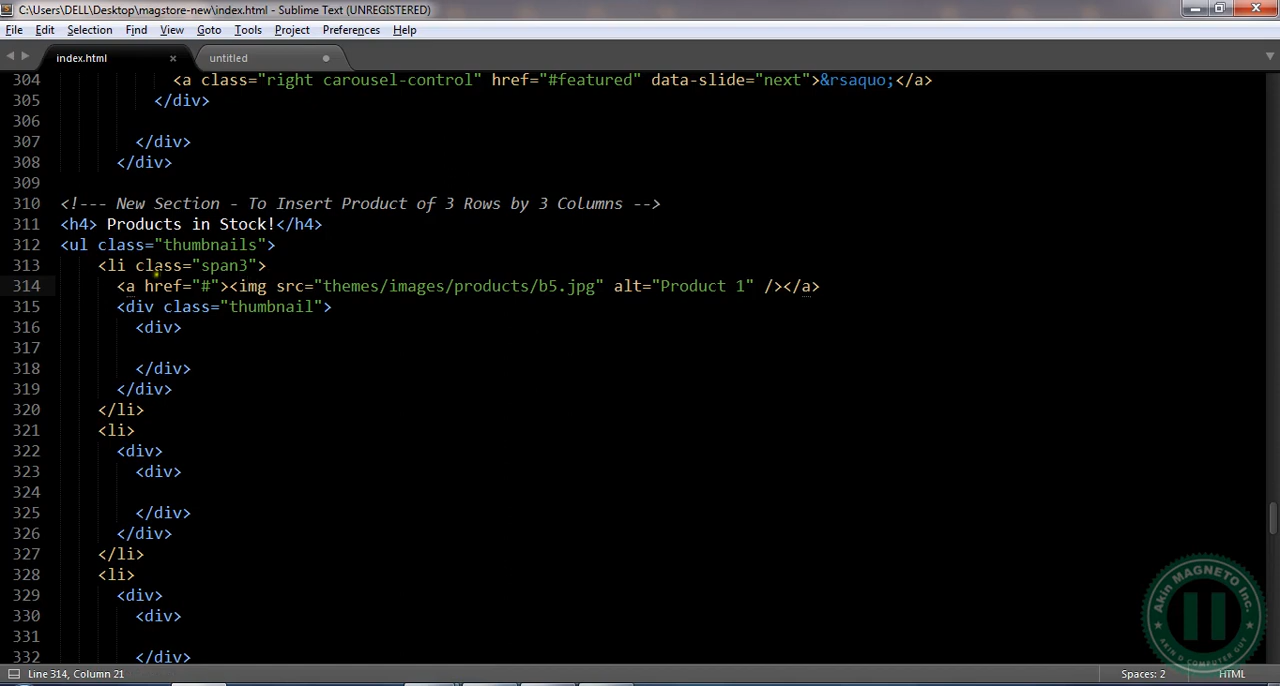 C:\Users\DELL\Desktop\magstore-new\index.html - Sublime Text (UNREGISTERED)
File Edit Selection Find View Goto Tools Project Preferences Help
index.html untitled
304 <a class="right carousel-control" href="#featured" data-slide="next">&rsaquo;</a>
305 </div>
306
307 </div>
308 </div>
309
310 <!--- New Section - To Insert Product of 3 Rows by 3 Columns -->
311 <h4> Products in Stock!</h4>
312 <ul class="thumbnails">
313 <li class="span3">
314 <a href="#"><img src="themes/images/products/b5.jpg" alt="Product 1" /></a>
315 <div class="thumbnail">
316 <div>
317
318 </div>
319 </div>
320 </li>
321 <li>
322 <div>
323 <div>
324
325 </div>
326 </div>
327 </li>
328 <li>
329 <div>
330 <div>
331
332 </div>
Akin MAGNETO Inc.
AKIN D COMPUTER GUY
Line 314, Column 21 Spaces: 2 HTML